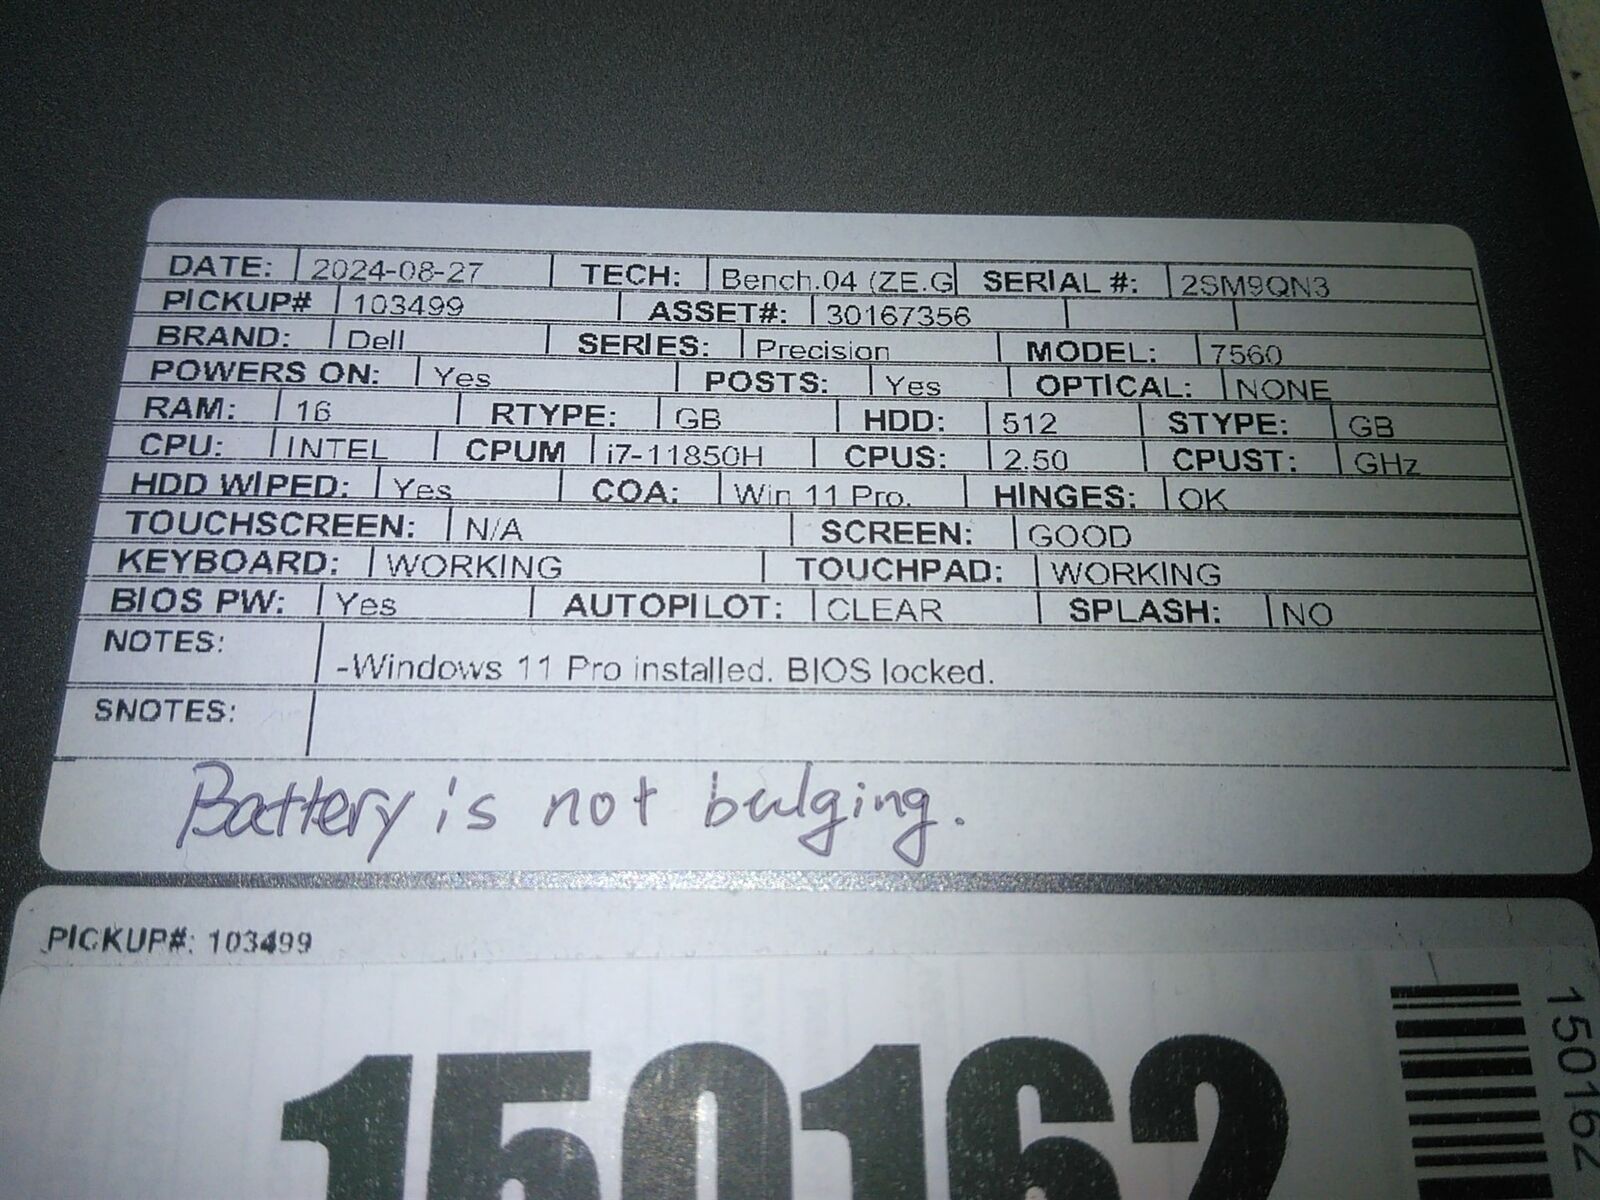 DATE: 2024-08-27 TECH: Bench.04 (ZE.G SERIAL #: 2SM9QN3
PICKUP# 103499 ASSET#: 30167356
BRAND: Dell SERIES: Precision MODEL: 7560
POWERS ON: Yes POSTS: Yes OPTICAL: NONE
RAM: 16 RTYPE: GB HDD: 512 STYPE: GB
CPU: INTEL CPUM i7-11850H CPUS: 2.50 CPUST: GHz
HDD WIPED: Yes COA: Win 11 Pro. HINGES: OK
TOUCHSCREEN: N/A SCREEN: GOOD
KEYBOARD: WORKING TOUCHPAD: WORKING
BIOS PW: Yes AUTOPILOT: CLEAR SPLASH: NO
NOTES: -Windows 11 Pro installed. BIOS locked.
SNOTES:
Battery is not bulging.
PICKUP#: 103499
150162
150162